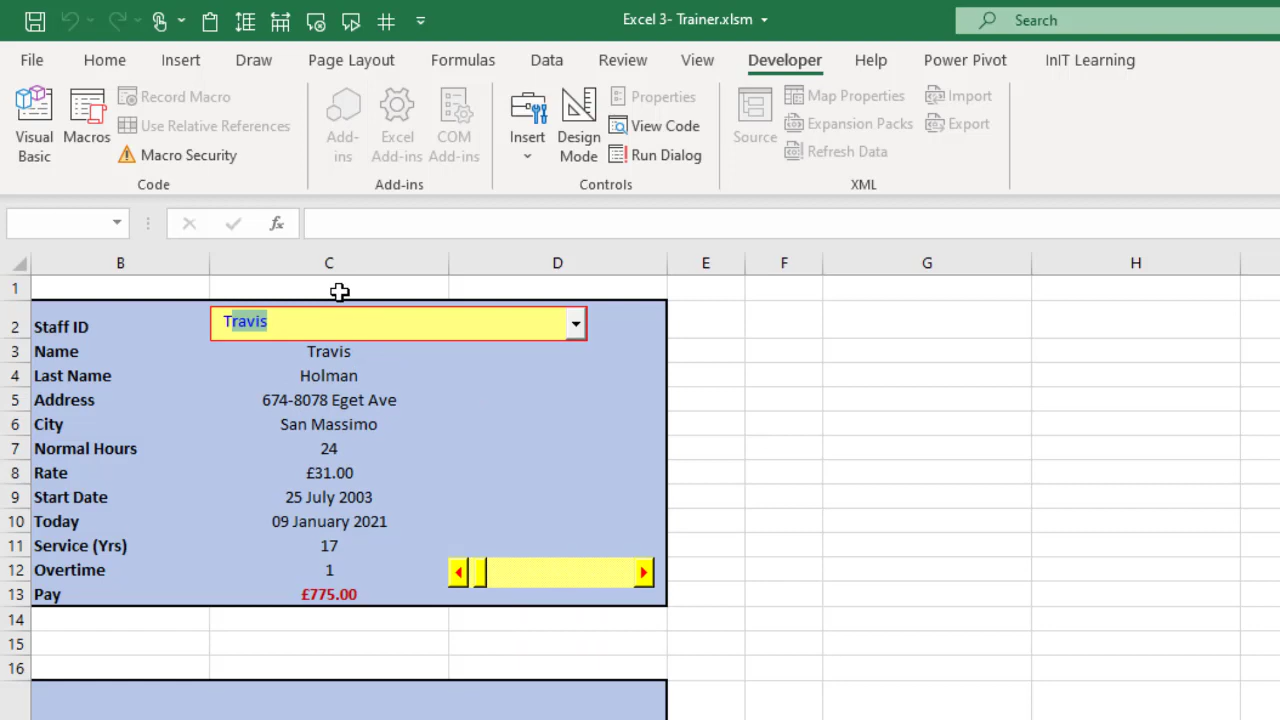 Excel 3- Trainer.xlsm
Search
File Home Insert Draw Page Layout Formulas Data Review View Developer Help Power Pivot InIT Learning
Visual Basic
Macros
Record Macro
Use Relative References
Macro Security
Code
Add-ins
Excel Add-ins
COM Add-ins
Add-ins
Insert
Design Mode
Properties
View Code
Run Dialog
Controls
Source
Map Properties
Expansion Packs
Refresh Data
Import
Export
XML
fx
B C D E F G H
1
2 Staff ID Travis
3 Name Travis
4 Last Name Holman
5 Address 674-8078 Eget Ave
6 City San Massimo
7 Normal Hours 24
8 Rate £31.00
9 Start Date 25 July 2003
10 Today 09 January 2021
11 Service (Yrs) 17
12 Overtime 1
13 Pay £775.00
14
15
16